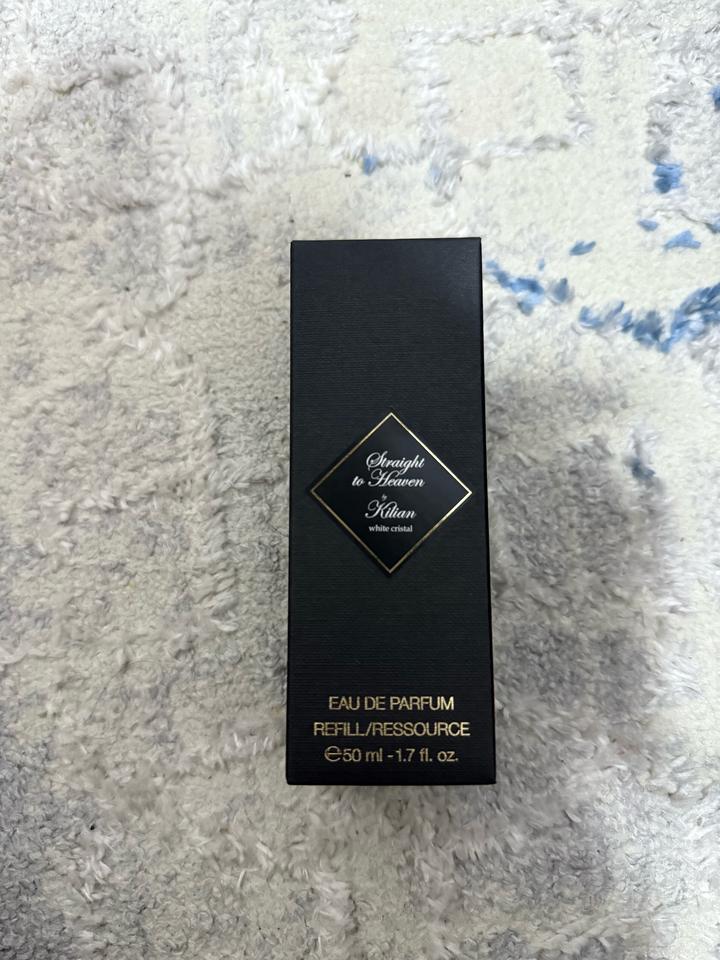 Straight
to Heaven
by
Kilian
white cristal
EAU DE PARFUM
REFILL/RESSOURCE
℮50 ml - 1.7 fl. oz.